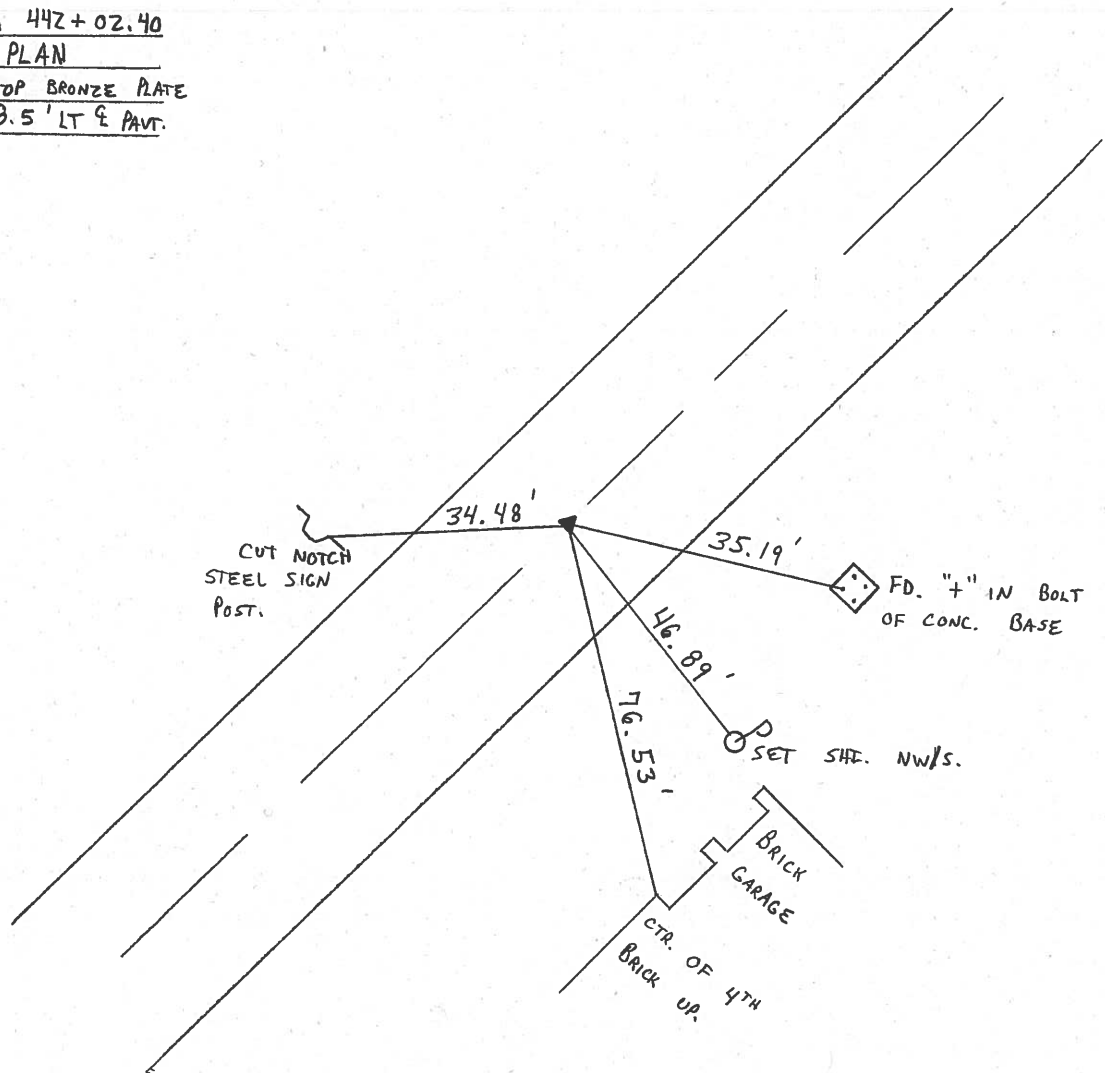 442+02.40
PLAN
TOP BRONZE PLATE
3.5' LT ℄ PAVT.
34.48'
CUT NOTCH
STEEL SIGN
POST.
35.19'
FD. "+" IN BOLT
OF CONC. BASE
46.89'
76.53'
SET SHI. NW/S.
BRICK
GARAGE
CTR. OF 4TH
BRICK UP.